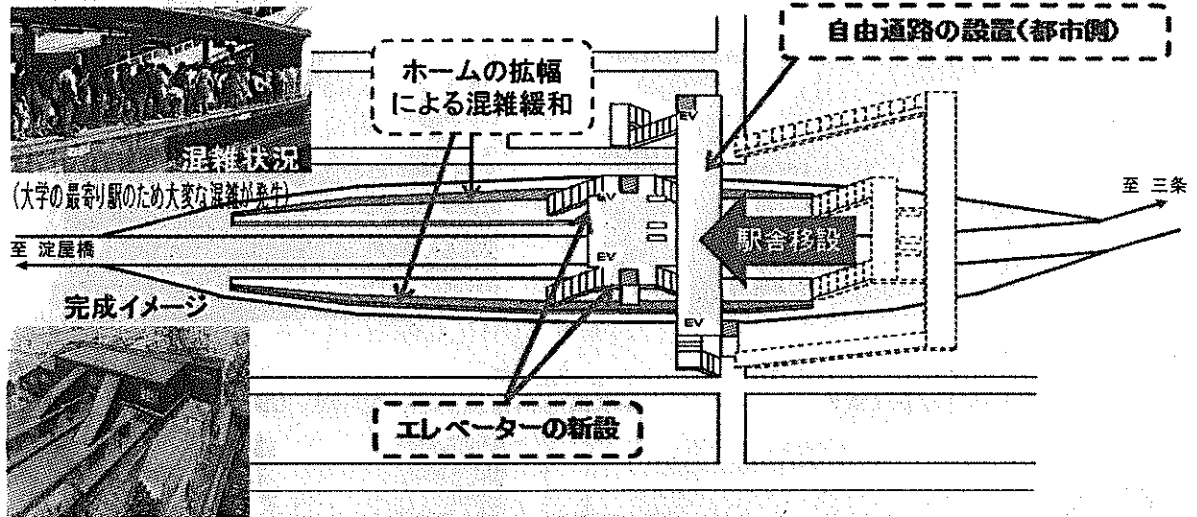 自由通路の設置(都市側)
ホームの拡幅
による混雑緩和
混雑状況
(大学の最寄り駅のため大変な混雑が発生)
EV
至 三条
EV
駅舎移設
至 淀屋橋
EV
完成イメージ
EV
エレベーターの新設